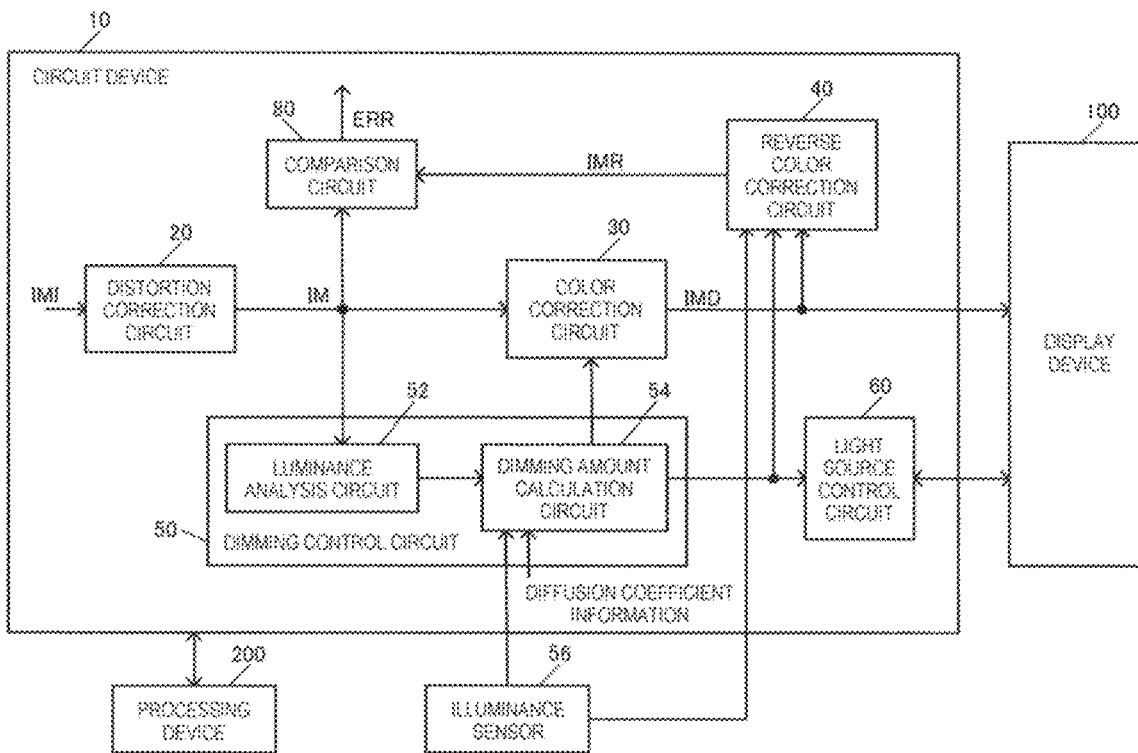 10
CIRCUIT DEVICE
80
ERR
COMPARISON
CIRCUIT
40
REVERSE
COLOR
CORRECTION
CIRCUIT
100
IMR
20
30
IMI
DISTORTION
CORRECTION
CIRCUIT
IM
COLOR
CORRECTION
CIRCUIT
IMD
DISPLAY
DEVICE
52
54
60
LUMINANCE
ANALYSIS CIRCUIT
DIMMING AMOUNT
CALCULATION
CIRCUIT
LIGHT
SOURCE
CONTROL
CIRCUIT
50
DIMMING CONTROL CIRCUIT
DIFFUSION COEFFICIENT
INFORMATION
200
56
PROCESSING
DEVICE
ILLUMINANCE
SENSOR